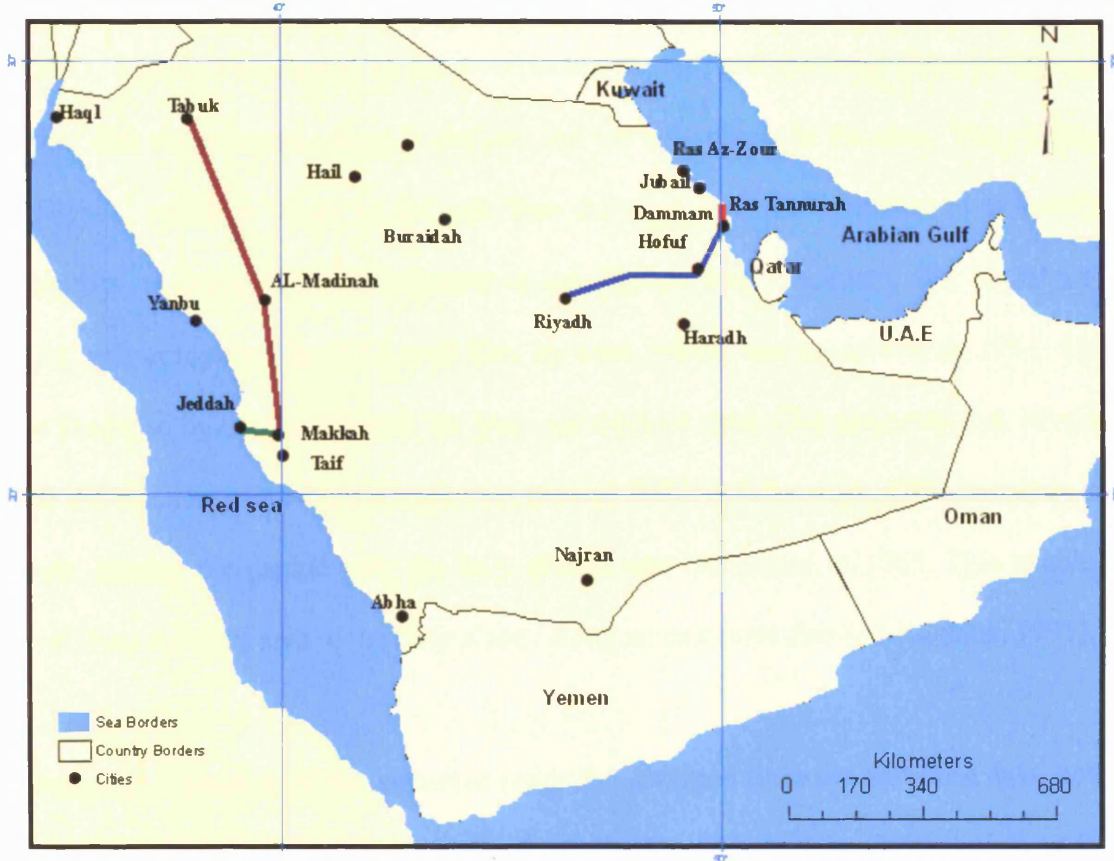 40°
50°
N
Kuwait
Haql
Tabuk
Ras Az-Zour
Hail
Jubail
Dammam
Ras Tannurah
Buraidah
Hofuf
Arabian Gulf
Qatar
AL-Madinah
Yanbu
Riyadh
Haradh
U.A.E
Jeddah
Makkah
Taif
Red sea
Oman
Najran
Abha
Yemen
Sea Borders
Country Borders
Cities
Kilometers
0 170 340 680